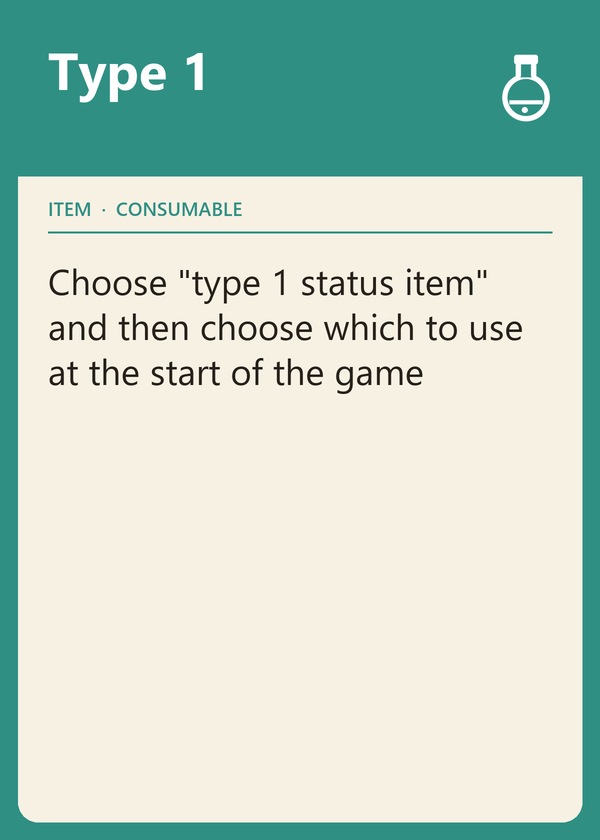 Type 1
ITEM · CONSUMABLE
Choose "type 1 status item"
and then choose which to use
at the start of the game